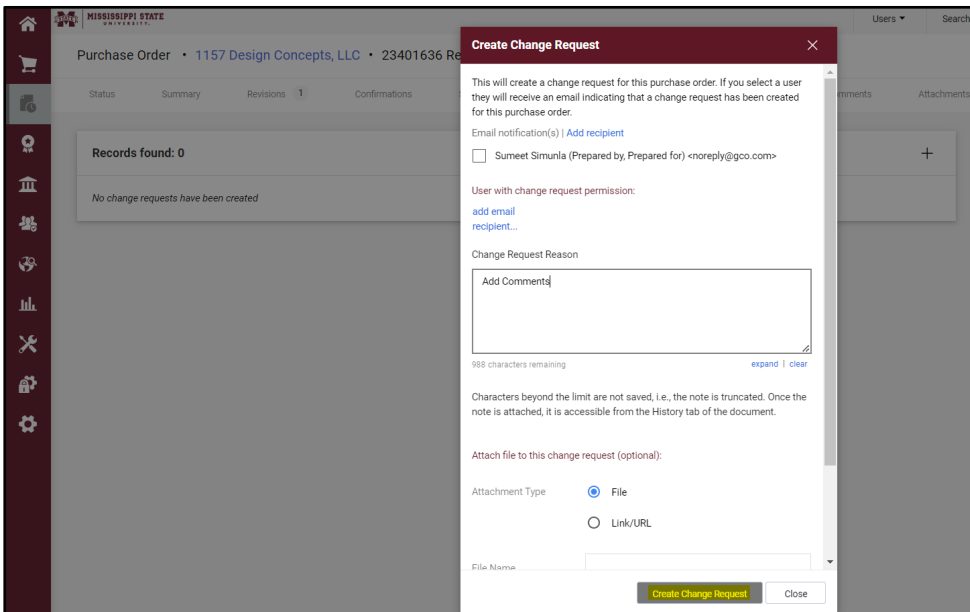 MISSISSIPPI STATE
UNIVERSITY
Users
Search
Purchase Order • 1157 Design Concepts, LLC • 23401636 Re
Status
Summary
Revisions 1
Confirmations
mments
Attachments
Records found: 0
+
No change requests have been created
Create Change Request
This will create a change request for this purchase order. If you select a user
they will receive an email indicating that a change request has been created
for this purchase order.
Email notification(s) | Add recipient
Sumeet Simunla (Prepared by, Prepared for) <noreply@gco.com>
User with change request permission:
add email
recipient...
Change Request Reason
Add Comments
988 characters remaining
expand | clear
Characters beyond the limit are not saved, i.e., the note is truncated. Once the
note is attached, it is accessible from the History tab of the document.
Attach file to this change request (optional):
Attachment Type
File
Link/URL
File Name
Create Change Request
Close